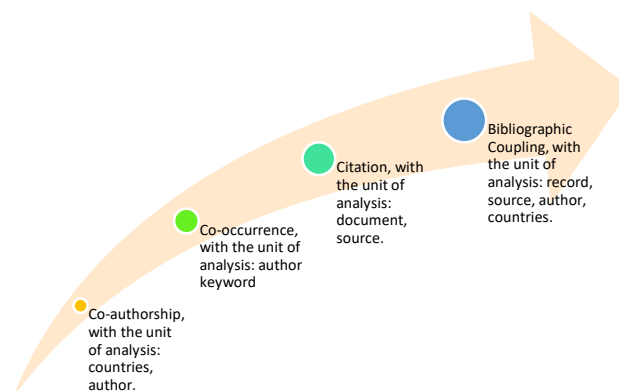 Co-authorship,
with the unit
of analysis:
countries,
author.
Co-occurrence,
with the unit of
analysis: author
keyword
Citation, with
the unit of
analysis:
document,
source.
Bibliographic
Coupling, with
the unit of
analysis: record,
source, author,
countries.